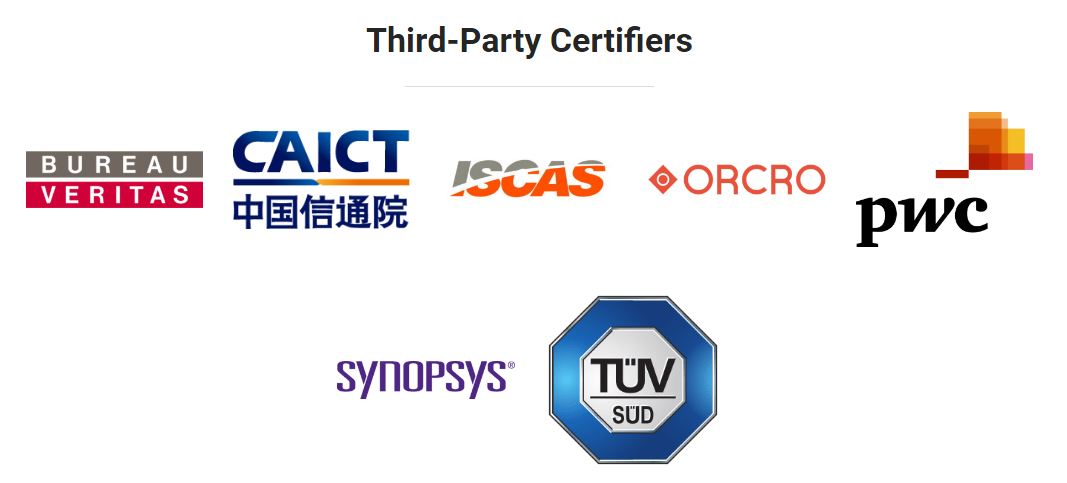 Third-Party Certifiers
BUREAU
VERITAS
CAICT
中国信通院
ISCAS
ORCRO
pwc
SYNOPSYS®
TÜV
SÜD